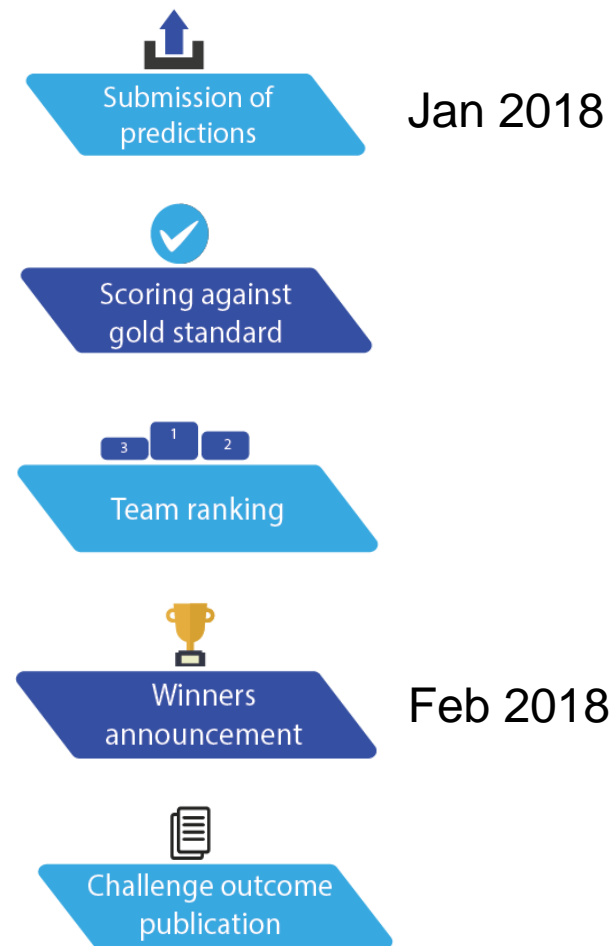 Submission of
predictions
Jan 2018
Scoring against
gold standard
3 1 2
Team ranking
Winners
announcement
Feb 2018
Challenge outcome
publication